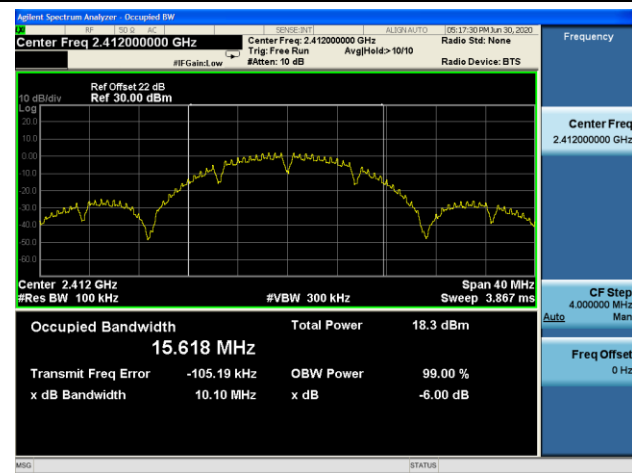 Agilent Spectrum Analyzer - Occupied BW
RF 50 Ω AC SENSE:INT ALIGN AUTO 05:17:30 PM Jun 30, 2020
Center Freq 2.412000000 GHz Center Freq: 2.412000000 GHz Radio Std: None
Trig: Free Run Avg|Hold:> 10/10
#IFGain:Low #Atten: 10 dB Radio Device: BTS
Frequency
Ref Offset 22 dB
10 dB/div Ref 30.00 dBm
Log
20.0
10.0
0.00
-10.0
-20.0
-30.0
-40.0
-50.0
-60.0
Center Freq
2.412000000 GHz
Center 2.412 GHz Span 40 MHz
#Res BW 100 kHz #VBW 300 kHz Sweep 3.867 ms
CF Step
4.000000 MHz
Auto Man
Occupied Bandwidth Total Power 18.3 dBm
15.618 MHz
Transmit Freq Error -105.19 kHz OBW Power 99.00 %
x dB Bandwidth 10.10 MHz x dB -6.00 dB
Freq Offset
0 Hz
MSG STATUS